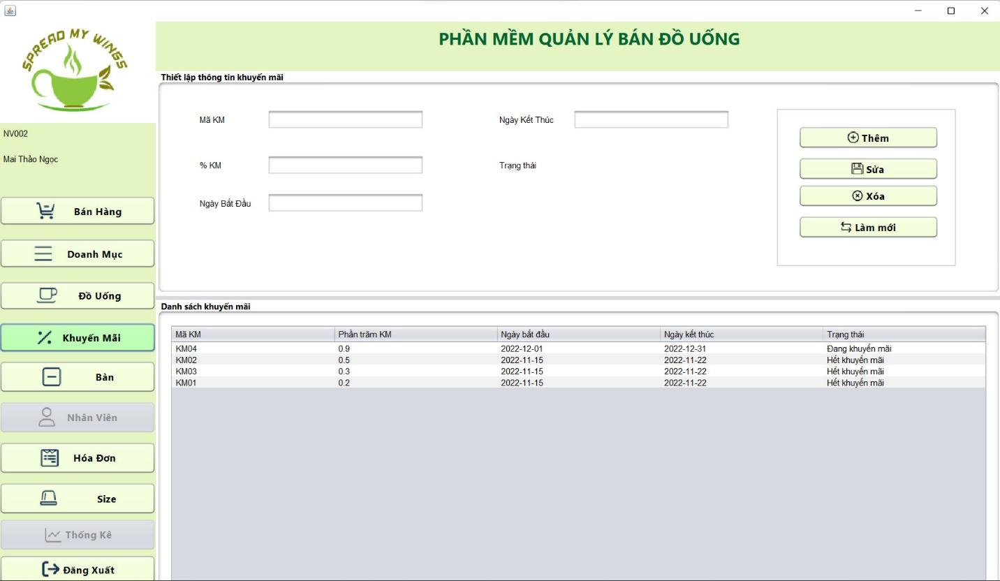 SPREAD MY WINGS
PHẦN MỀM QUẢN LÝ BÁN ĐỒ UỐNG
NV002
Mai Thảo Ngọc
Bán Hàng
Doanh Mục
Đồ Uống
Khuyến Mãi
Bàn
Nhân Viên
Hóa Đơn
Size
Thống Kê
Đăng Xuất
Thiết lập thông tin khuyến mãi
Mã KM
Ngày Kết Thúc
% KM
Trạng thái
Ngày Bắt Đầu
Thêm
Sửa
Xóa
Làm mới
Danh sách khuyến mãi
Mã KM Phần trăm KM Ngày bắt đầu Ngày kết thúc Trạng thái
KM04 0.9 2022-12-01 2022-12-31 Đang khuyến mãi
KM02 0.5 2022-11-15 2022-11-22 Hết khuyến mãi
KM03 0.3 2022-11-15 2022-11-22 Hết khuyến mãi
KM01 0.2 2022-11-15 2022-11-22 Hết khuyến mãi